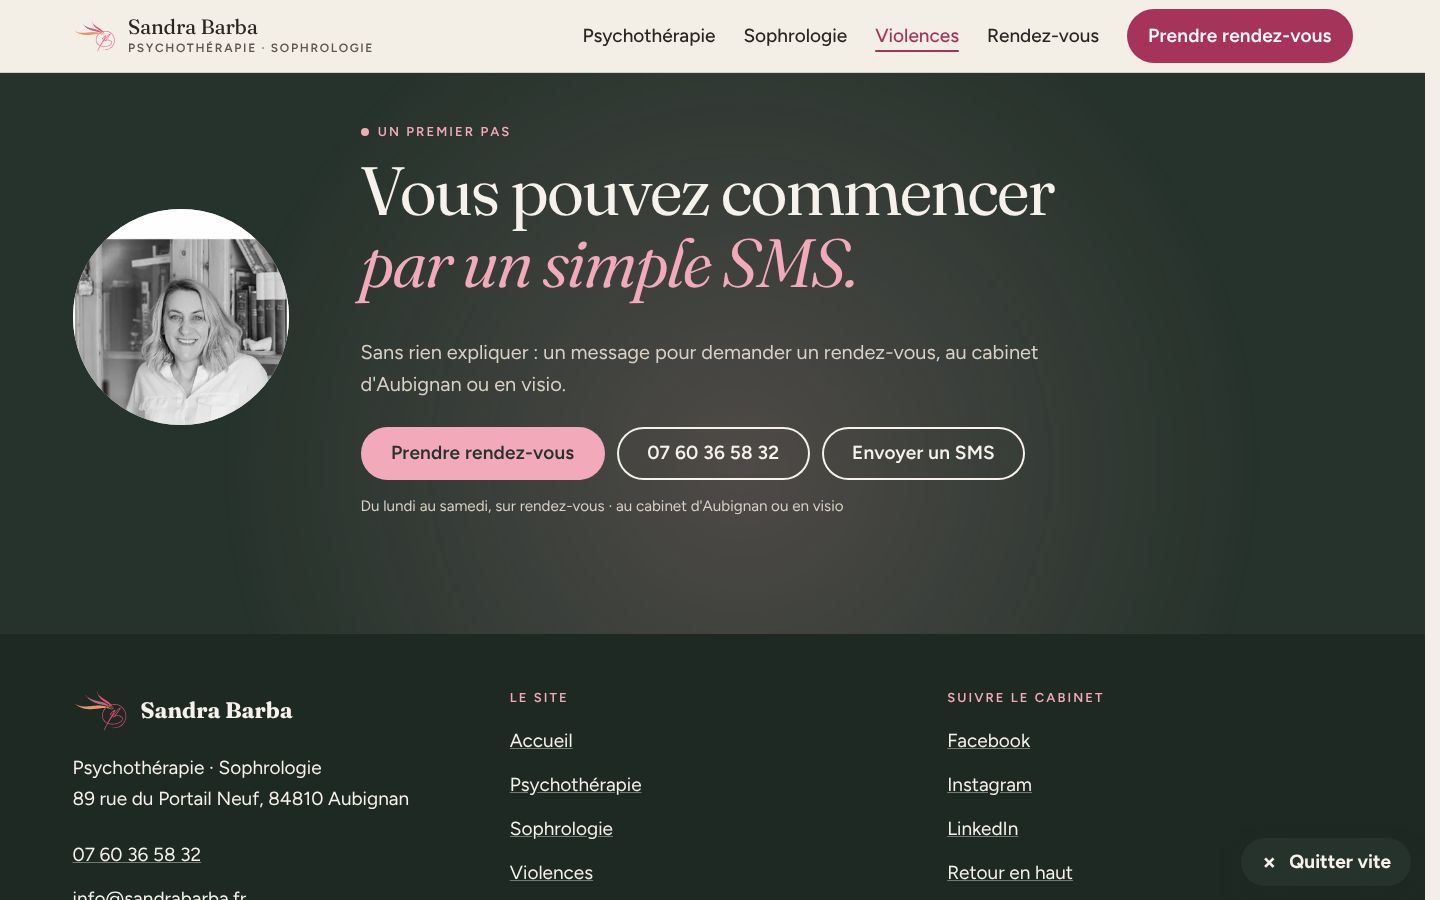 Sandra Barba
PSYCHOTHÉRAPIE · SOPHROLOGIE
Psychothérapie
Sophrologie
Violences
Rendez-vous
Prendre rendez-vous
UN PREMIER PAS
Vous pouvez commencer
par un simple SMS.
Sans rien expliquer : un message pour demander un rendez-vous, au cabinet
d'Aubignan ou en visio.
Prendre rendez-vous
07 60 36 58 32
Envoyer un SMS
Du lundi au samedi, sur rendez-vous · au cabinet d'Aubignan ou en visio
Sandra Barba
Psychothérapie · Sophrologie
89 rue du Portail Neuf, 84810 Aubignan
07 60 36 58 32
info@sandrabarba.fr
LE SITE
Accueil
Psychothérapie
Sophrologie
Violences
SUIVRE LE CABINET
Facebook
Instagram
LinkedIn
Retour en haut
× Quitter vite